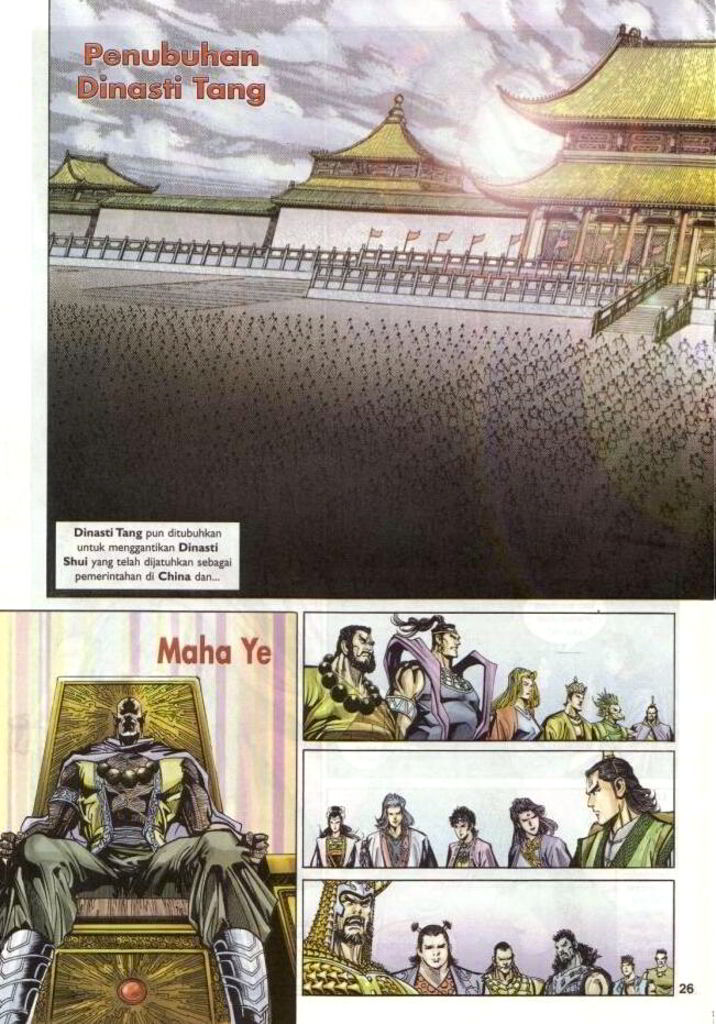 Penubuhan
Dinasti Tang
Dinasti Tang pun ditubuhkan
untuk menggantikan Dinasti
Shui yang telah dijatuhkan sebagai
pemerintahan di China dan...
Maha Ye
26